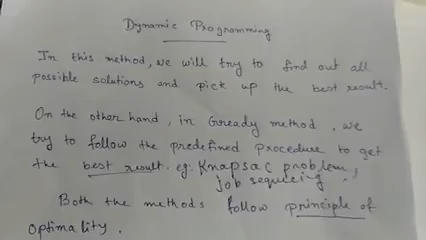 Dynamic Programming
In this method, we will try to find out all
possible solutions and pick up the best result.
On the other hand, in Gready method, we
try to follow the predefined procedure to get
the best result. eg: Knapsac problem,
job sequecing.
Both the methods follow principle of
optimality.